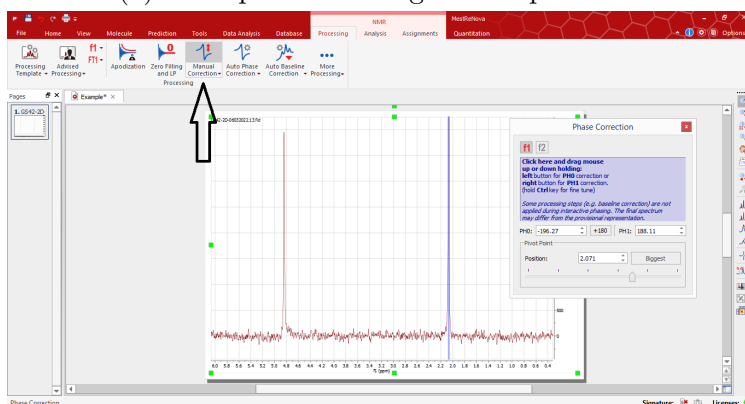 NMR
MestReNova
File Home View Molecule Prediction Tools Data Analysis Database Processing Analysis Assignments Quantitation Options
Processing Template Advised Processing f1 FT1 Apodization Zero Filling and LP Manual Correction Auto Phase Correction Auto Baseline Correction More Processing
Processing
Pages
Example*
1. GS42-2D
Phase Correction
f1 f2
Click here and drag mouse
up or down holding:
left button for PH0 correction or
right button for PH1 correction.
(hold Ctrl key for fine tune)
Some processing steps (e.g. baseline correction) are not
applied during interactive phasing. The final spectrum
may differ from the provisional representation.
PH0: -196.27 +180 PH1: 188.11
Pivot Point
Position: 2.071 Biggest
500
0
6.0 5.8 5.6 5.4 5.2 5.0 4.8 4.6 4.4 4.2 4.0 3.8 3.6 3.4 3.2 3.0 2.8 2.6 2.4 2.2 2.0 1.8 1.6 1.4 1.2 1.0 0.8 0.6 0.4
f1 (ppm)
Phase Correction Signature: Licenses: